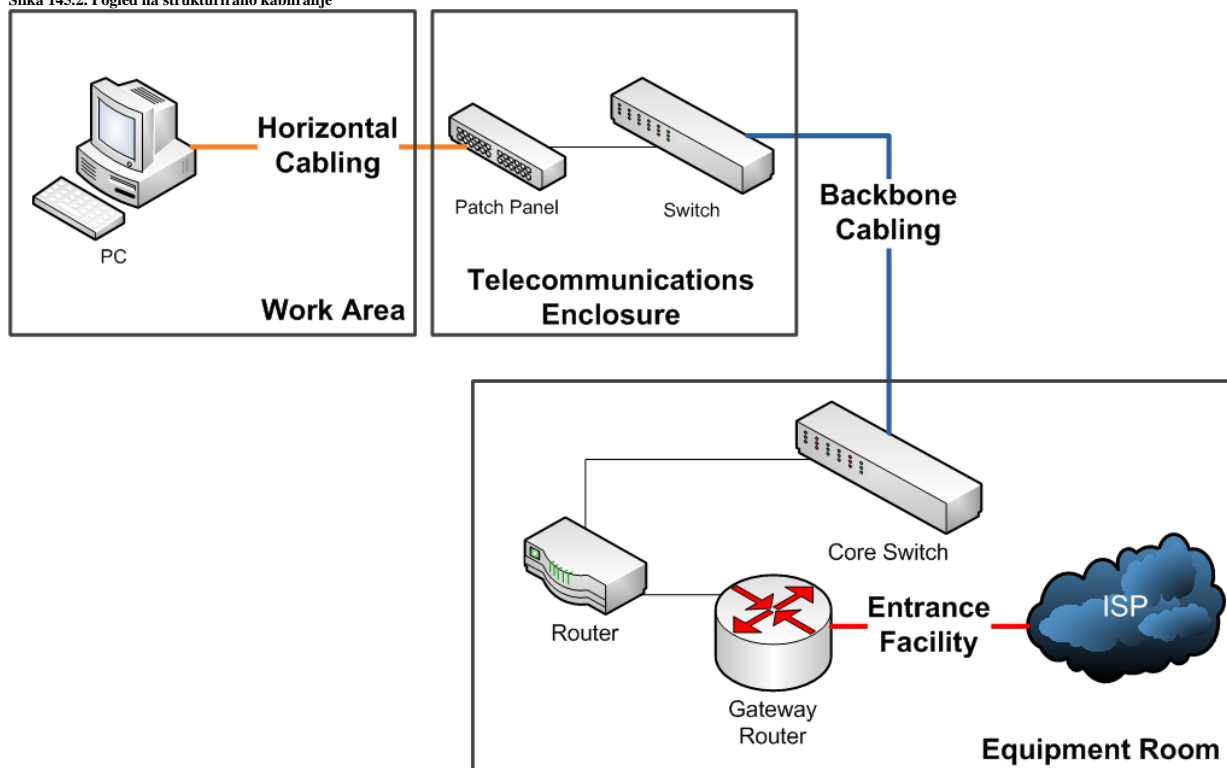 Slika 145.2. Pogled na strukturirano kabliranje
Horizontal
Cabling
PC
Work Area
Patch Panel
Switch
Telecommunications
Enclosure
Backbone
Cabling
Core Switch
Router
Gateway
Router
Entrance
Facility
ISP
Equipment Room